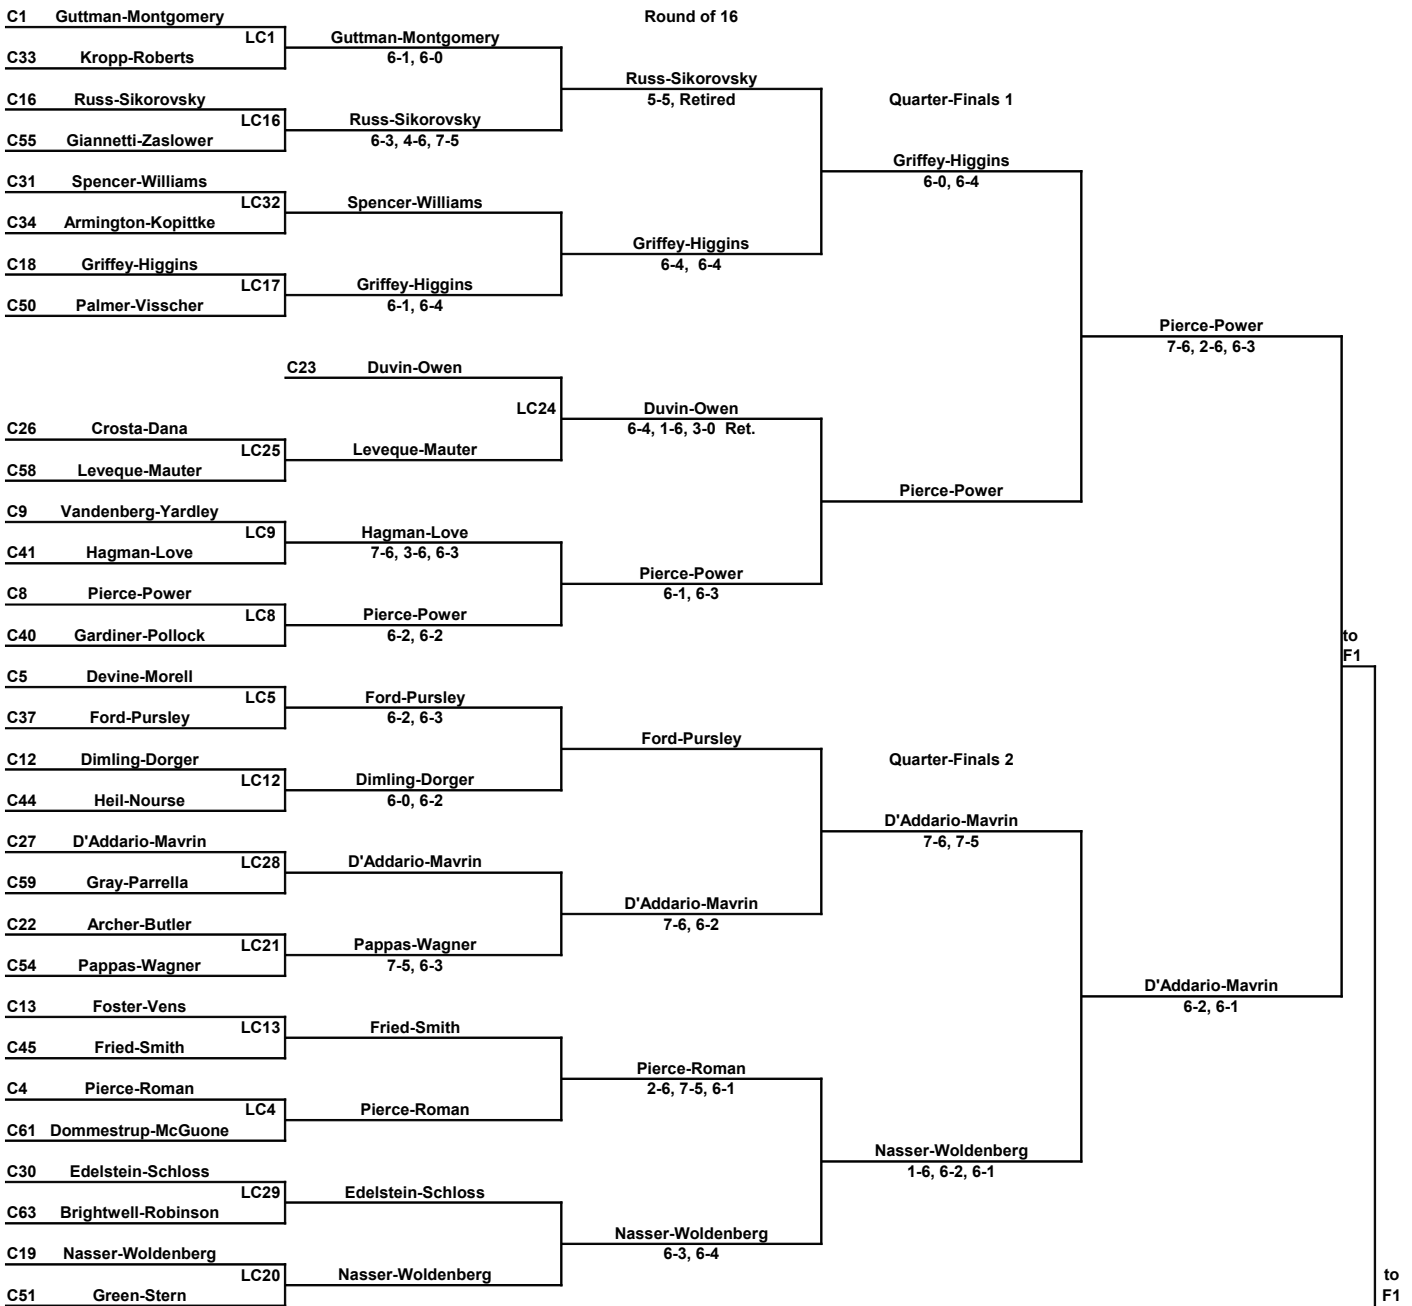 C1 Guttman-Montgomery Round of 16
LC1 Guttman-Montgomery
C33 Kropp-Roberts 6-1, 6-0
Russ-Sikorovsky
C16 Russ-Sikorovsky 5-5, Retired Quarter-Finals 1
LC16 Russ-Sikorovsky
C55 Giannetti-Zaslower 6-3, 4-6, 7-5
Griffey-Higgins
C31 Spencer-Williams 6-0, 6-4
LC32 Spencer-Williams
C34 Armington-Kopittke
Griffey-Higgins
C18 Griffey-Higgins 6-4, 6-4
LC17 Griffey-Higgins
C50 Palmer-Visscher 6-1, 6-4
Pierce-Power
7-6, 2-6, 6-3
C23 Duvin-Owen
LC24 Duvin-Owen
C26 Crosta-Dana 6-4, 1-6, 3-0 Ret.
LC25 Leveque-Mauter
C58 Leveque-Mauter
Pierce-Power
C9 Vandenberg-Yardley
LC9 Hagman-Love
C41 Hagman-Love 7-6, 3-6, 6-3
Pierce-Power
C8 Pierce-Power 6-1, 6-3
LC8 Pierce-Power
C40 Gardiner-Pollock 6-2, 6-2 to
F1
C5 Devine-Morell
LC5 Ford-Pursley
C37 Ford-Pursley 6-2, 6-3
Ford-Pursley
C12 Dimling-Dorger Quarter-Finals 2
LC12 Dimling-Dorger
C44 Heil-Nourse 6-0, 6-2
D'Addario-Mavrin
C27 D'Addario-Mavrin 7-6, 7-5
LC28 D'Addario-Mavrin
C59 Gray-Parrella
D'Addario-Mavrin
C22 Archer-Butler 7-6, 6-2
LC21 Pappas-Wagner
C54 Pappas-Wagner 7-5, 6-3
D'Addario-Mavrin
C13 Foster-Vens 6-2, 6-1
LC13 Fried-Smith
C45 Fried-Smith
Pierce-Roman
C4 Pierce-Roman 2-6, 7-5, 6-1
LC4 Pierce-Roman
C61 Dommestrup-McGuone
Nasser-Woldenberg
C30 Edelstein-Schloss 1-6, 6-2, 6-1
LC29 Edelstein-Schloss
C63 Brightwell-Robinson
Nasser-Woldenberg
C19 Nasser-Woldenberg 6-3, 6-4
LC20 Nasser-Woldenberg to
C51 Green-Stern F1